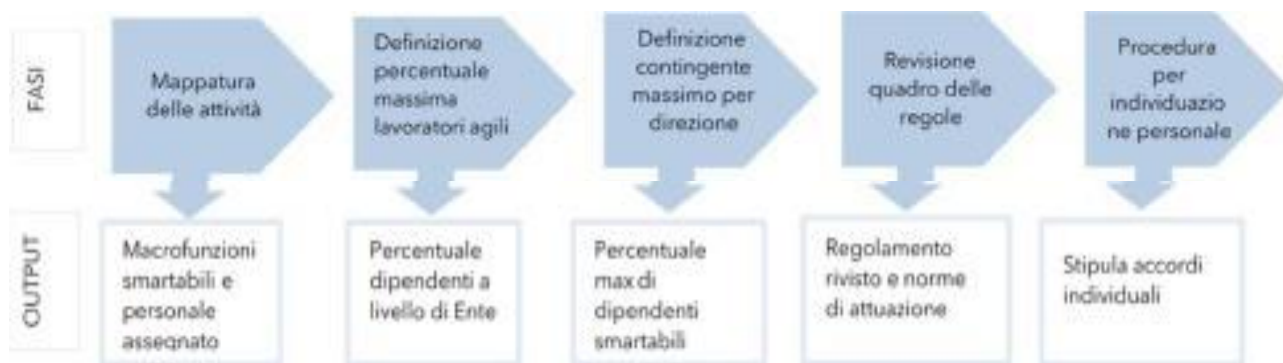 FASI
Mappatura
delle attività
Definizione
percentuale
massima
lavoratori agili
Definizione
contingente
massimo per
direzione
Revisione
quadro delle
regole
Procedura
per
individuazio
ne personale
OUTPUT
Macrofunzioni
smartabili e
personale
assegnato
Percentuale
dipendenti a
livello di Ente
Percentuale
max di
dipendenti
smartabili
Regolamento
rivisto e norme
di attuazione
Stipula accordi
individuali